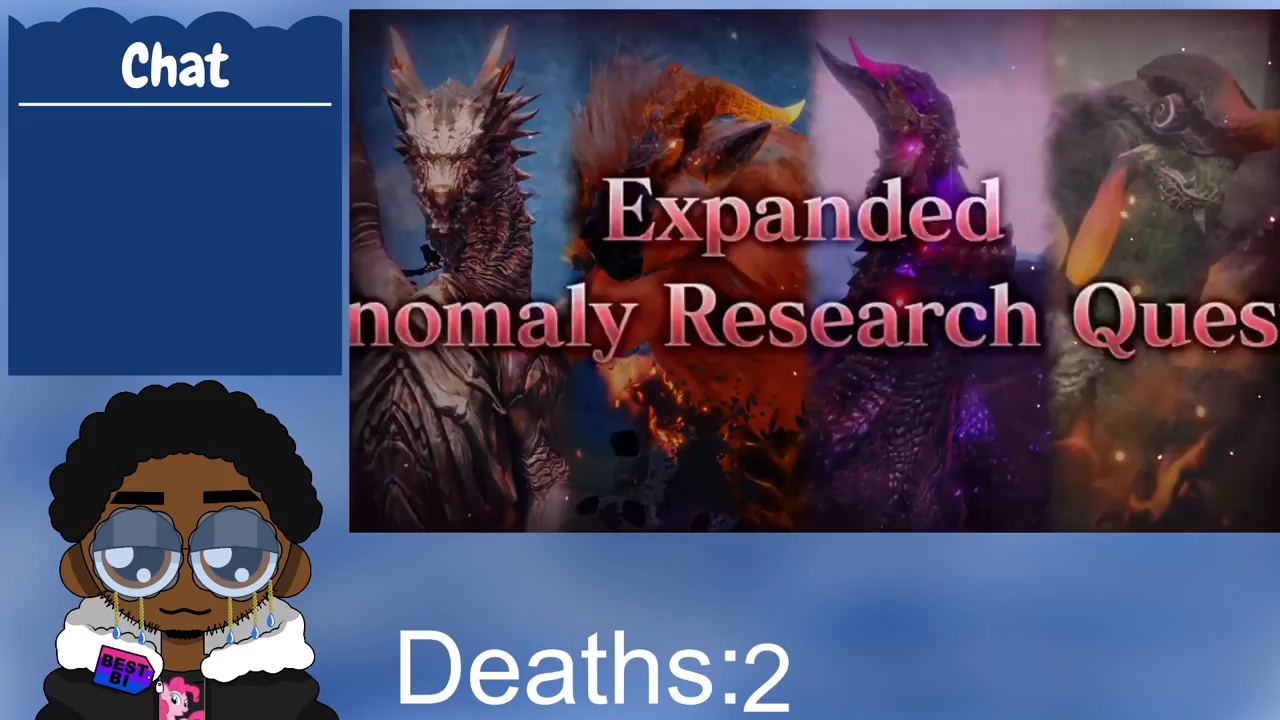 Chat
Expanded
nomaly Research Ques
BEST
BI
Deaths:2